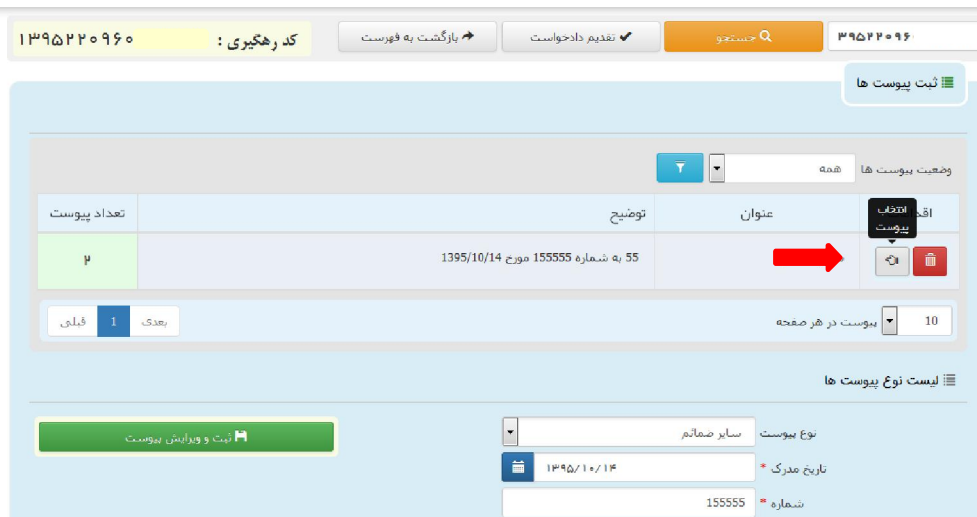 ۳۹۵۲۲۰۹۶ جستجو تقدیم دادخواست بازگشت به فهرست کد رهگیری : ۱۳۹۵۲۲۰۹۶۰
ثبت پیوست ها
وضعیت پیوست ها همه
عنوان توضیح تعداد پیوست
انتخاب
پیوست
55 به شماره 155555 مورخ 1395/10/14 ۲
10 پیوست در هر صفحه بعدی 1 قبلی
لیست نوع پیوست ها
نوع پیوست سایر ضمائم ثبت و ویرایش پیوست
تاریخ مدرک * ۱۳۹۵/۱۰/۱۴
شماره * 155555